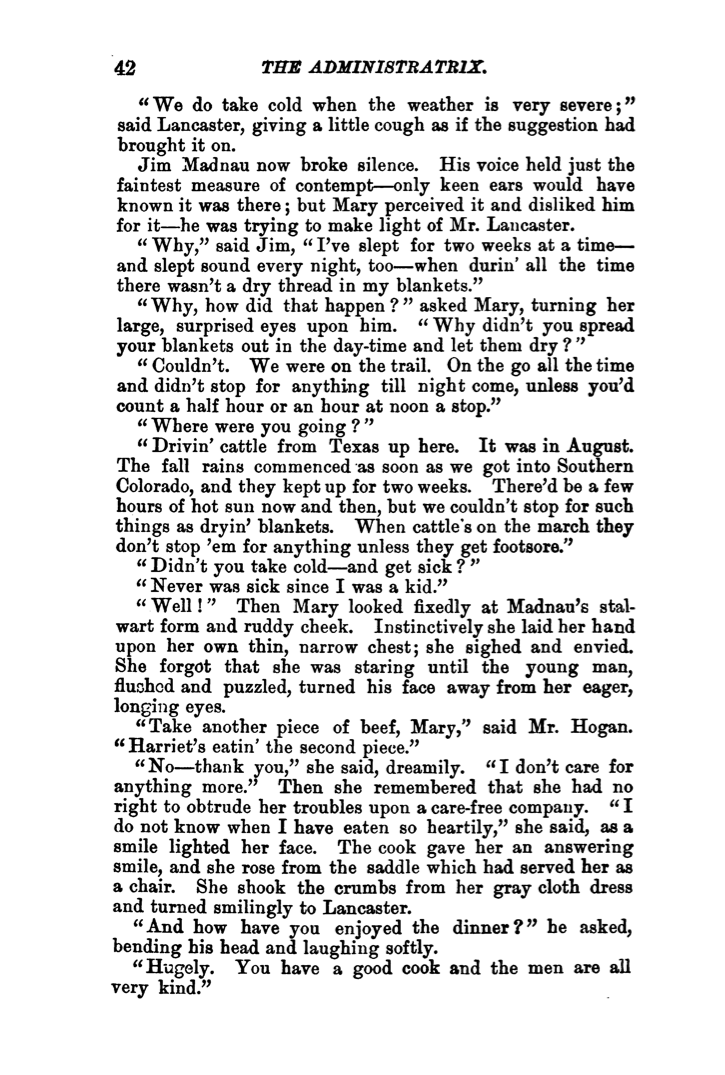 42 THE ADMINISTRATRIX.
“We do take cold when the weather is very severe;”
said Lancaster, giving a little cough as if the suggestion had
brought it on.
Jim Madnau now broke silence. His voice held just the
faintest measure of contempt—only keen ears would have
known it was there; but Mary perceived it and disliked him
for it—he was trying to make light of Mr. Lancaster.
“Why,” said Jim, “I’ve slept for two weeks at a time—
and slept sound every night, too—when durin’ all the time
there wasn’t a dry thread in my blankets.”
“Why, how did that happen?” asked Mary, turning her
large, surprised eyes upon him. “Why didn’t you spread
your blankets out in the day-time and let them dry?”
“Couldn’t. We were on the trail. On the go all the time
and didn’t stop for anything till night come, unless you’d
count a half hour or an hour at noon a stop.”
“Where were you going?”
“Drivin’ cattle from Texas up here. It was in August.
The fall rains commenced as soon as we got into Southern
Colorado, and they kept up for two weeks. There’d be a few
hours of hot sun now and then, but we couldn’t stop for such
things as dryin’ blankets. When cattle’s on the march they
don’t stop ’em for anything unless they get footsore.”
“Didn’t you take cold—and get sick?”
“Never was sick since I was a kid.”
“Well!” Then Mary looked fixedly at Madnau’s stal-
wart form and ruddy cheek. Instinctively she laid her hand
upon her own thin, narrow chest; she sighed and envied.
She forgot that she was staring until the young man,
flushed and puzzled, turned his face away from her eager,
longing eyes.
“Take another piece of beef, Mary,” said Mr. Hogan.
“Harriet’s eatin’ the second piece.”
“No—thank you,” she said, dreamily. “I don’t care for
anything more.” Then she remembered that she had no
right to obtrude her troubles upon a care-free company. “I
do not know when I have eaten so heartily,” she said, as a
smile lighted her face. The cook gave her an answering
smile, and she rose from the saddle which had served her as
a chair. She shook the crumbs from her gray cloth dress
and turned smilingly to Lancaster.
“And how have you enjoyed the dinner?” he asked,
bending his head and laughing softly.
“Hugely. You have a good cook and the men are all
very kind.”